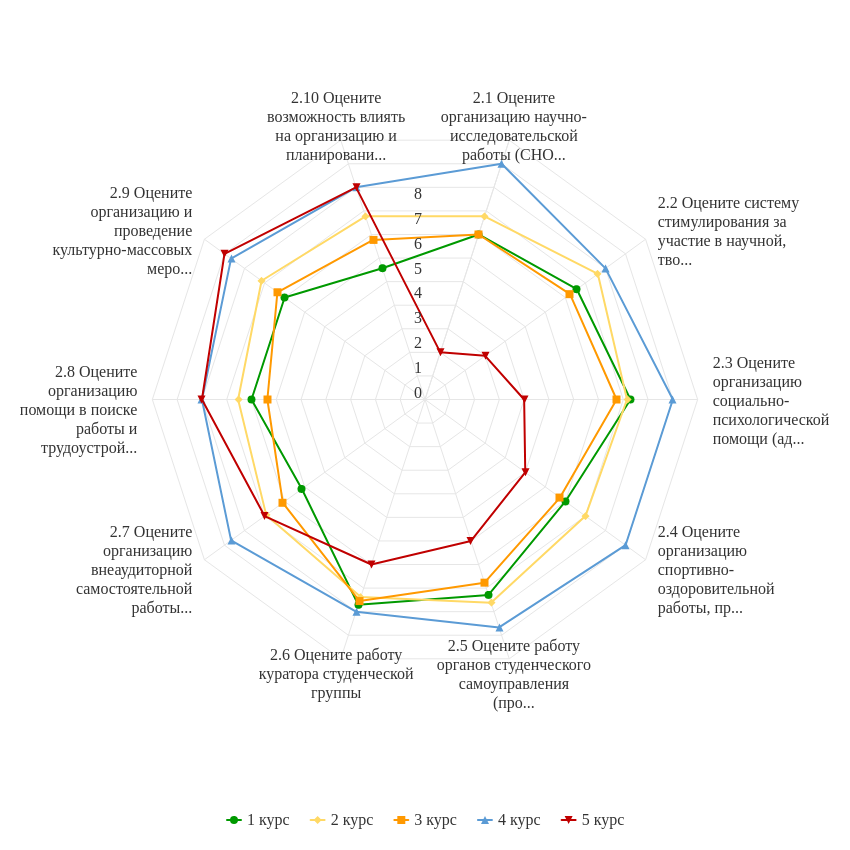 2.10 Оцените
возможность влиять
на организацию и
планировани...
2.1 Оцените
организацию научно-
исследовательской
работы (СНО...
2.9 Оцените
организацию и
проведение
культурно-массовых
меро...
2.2 Оцените систему
стимулирования за
участие в научной,
тво...
8
7
6
5
4
3
2
1
0
2.8 Оцените
организацию
помощи в поиске
работы и
трудоустрой...
2.3 Оцените
организацию
социально-
психологической
помощи (ад...
2.7 Оцените
организацию
внеаудиторной
самостоятельной
работы...
2.4 Оцените
организацию
спортивно-
оздоровительной
работы, пр...
2.6 Оцените работу
куратора студенческой
группы
2.5 Оцените работу
органов студенческого
самоуправления
(про...
1 курс 2 курс 3 курс 4 курс 5 курс